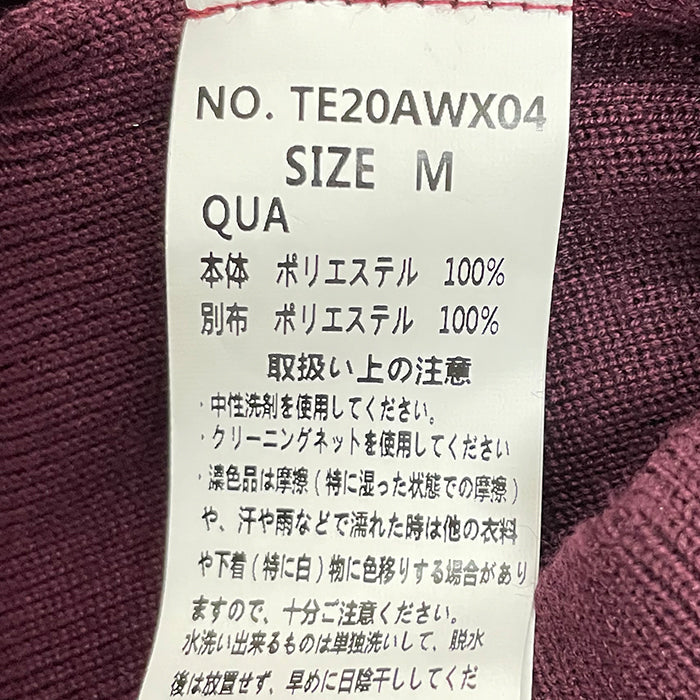 NO. TE20AWX04
SIZE M
QUA
本体 ポリエステル 100%
別布 ポリエステル 100%
取扱い上の注意
・中性洗剤を使用してください。
・クリーニングネットを使用してください
・濃色品は摩擦(特に湿った状態での摩擦)
や、汗や雨などで濡れた時は他の衣料
や下着(特に白)物に色移りする場合があり
ますので、十分ご注意ください。
水洗い出来るものは単独洗いして、脱水
後は放置せず、早めに日陰干ししてくだ